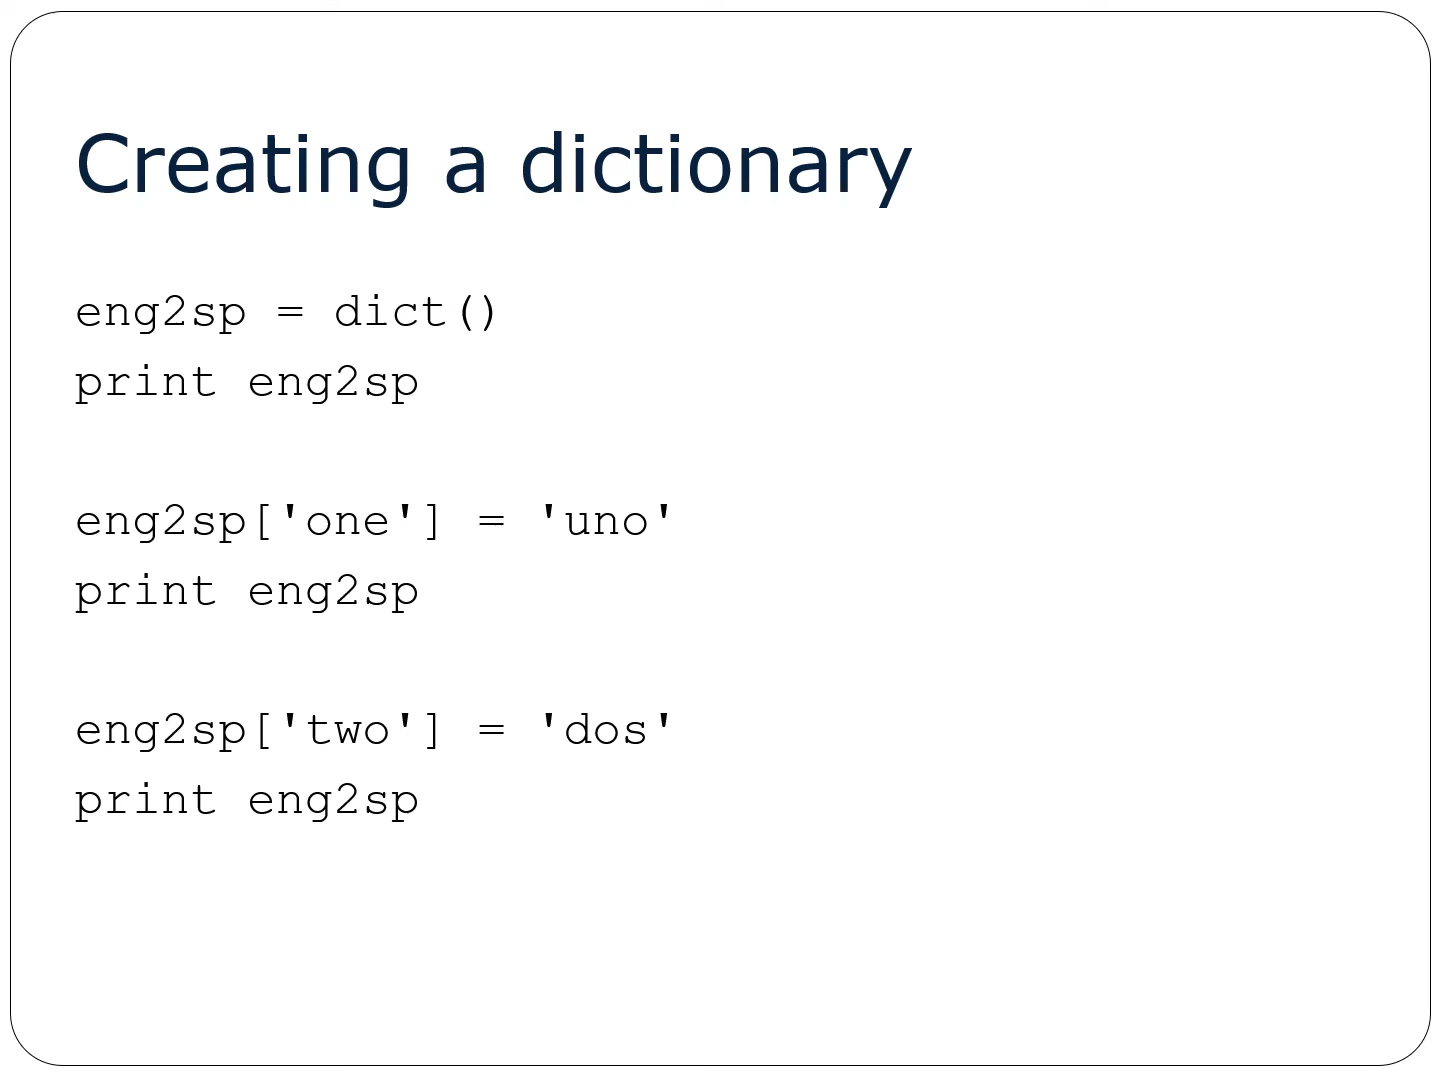 Creating a dictionary
eng2sp = dict()
print eng2sp
eng2sp['one'] = 'uno'
print eng2sp
eng2sp['two'] = 'dos'
print eng2sp